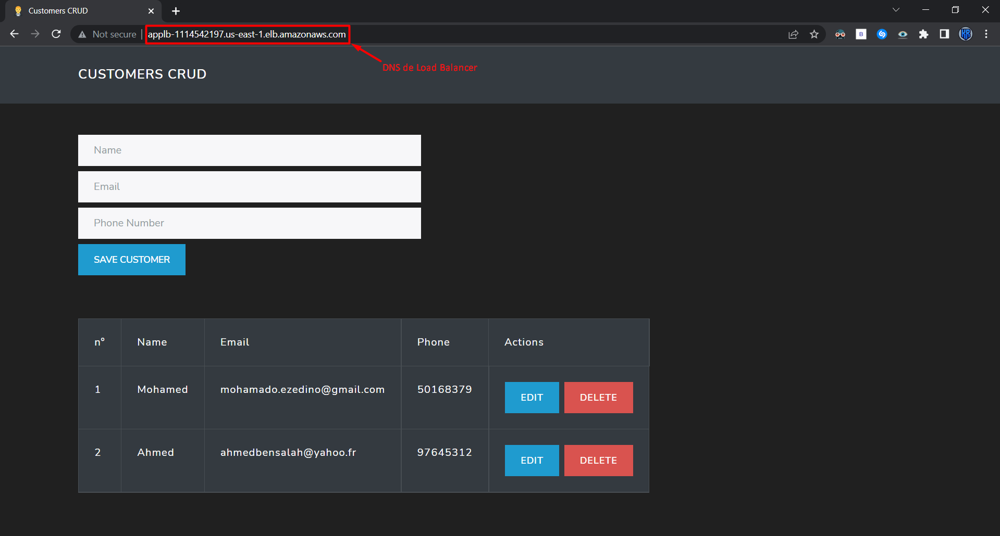 Customers CRUD
Not secure | applb-1114542197.us-east-1.elb.amazonaws.com
B
KR
DNS de Load Balancer
CUSTOMERS CRUD
Name
Email
Phone Number
SAVE CUSTOMER
n° Name Email Phone Actions
1 Mohamed mohamado.ezedino@gmail.com 50168379 EDIT DELETE
2 Ahmed ahmedbensalah@yahoo.fr 97645312 EDIT DELETE